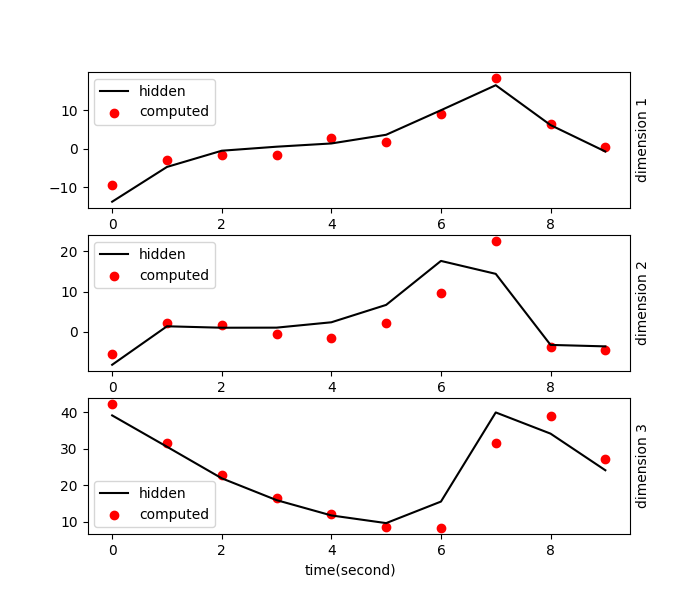 hidden
computed
10
0
−10
0 2 4 6 8
dimension 1
hidden
computed
20
10
0
0 2 4 6 8
dimension 2
40
30
20
10
hidden
computed
0 2 4 6 8
dimension 3
time(second)